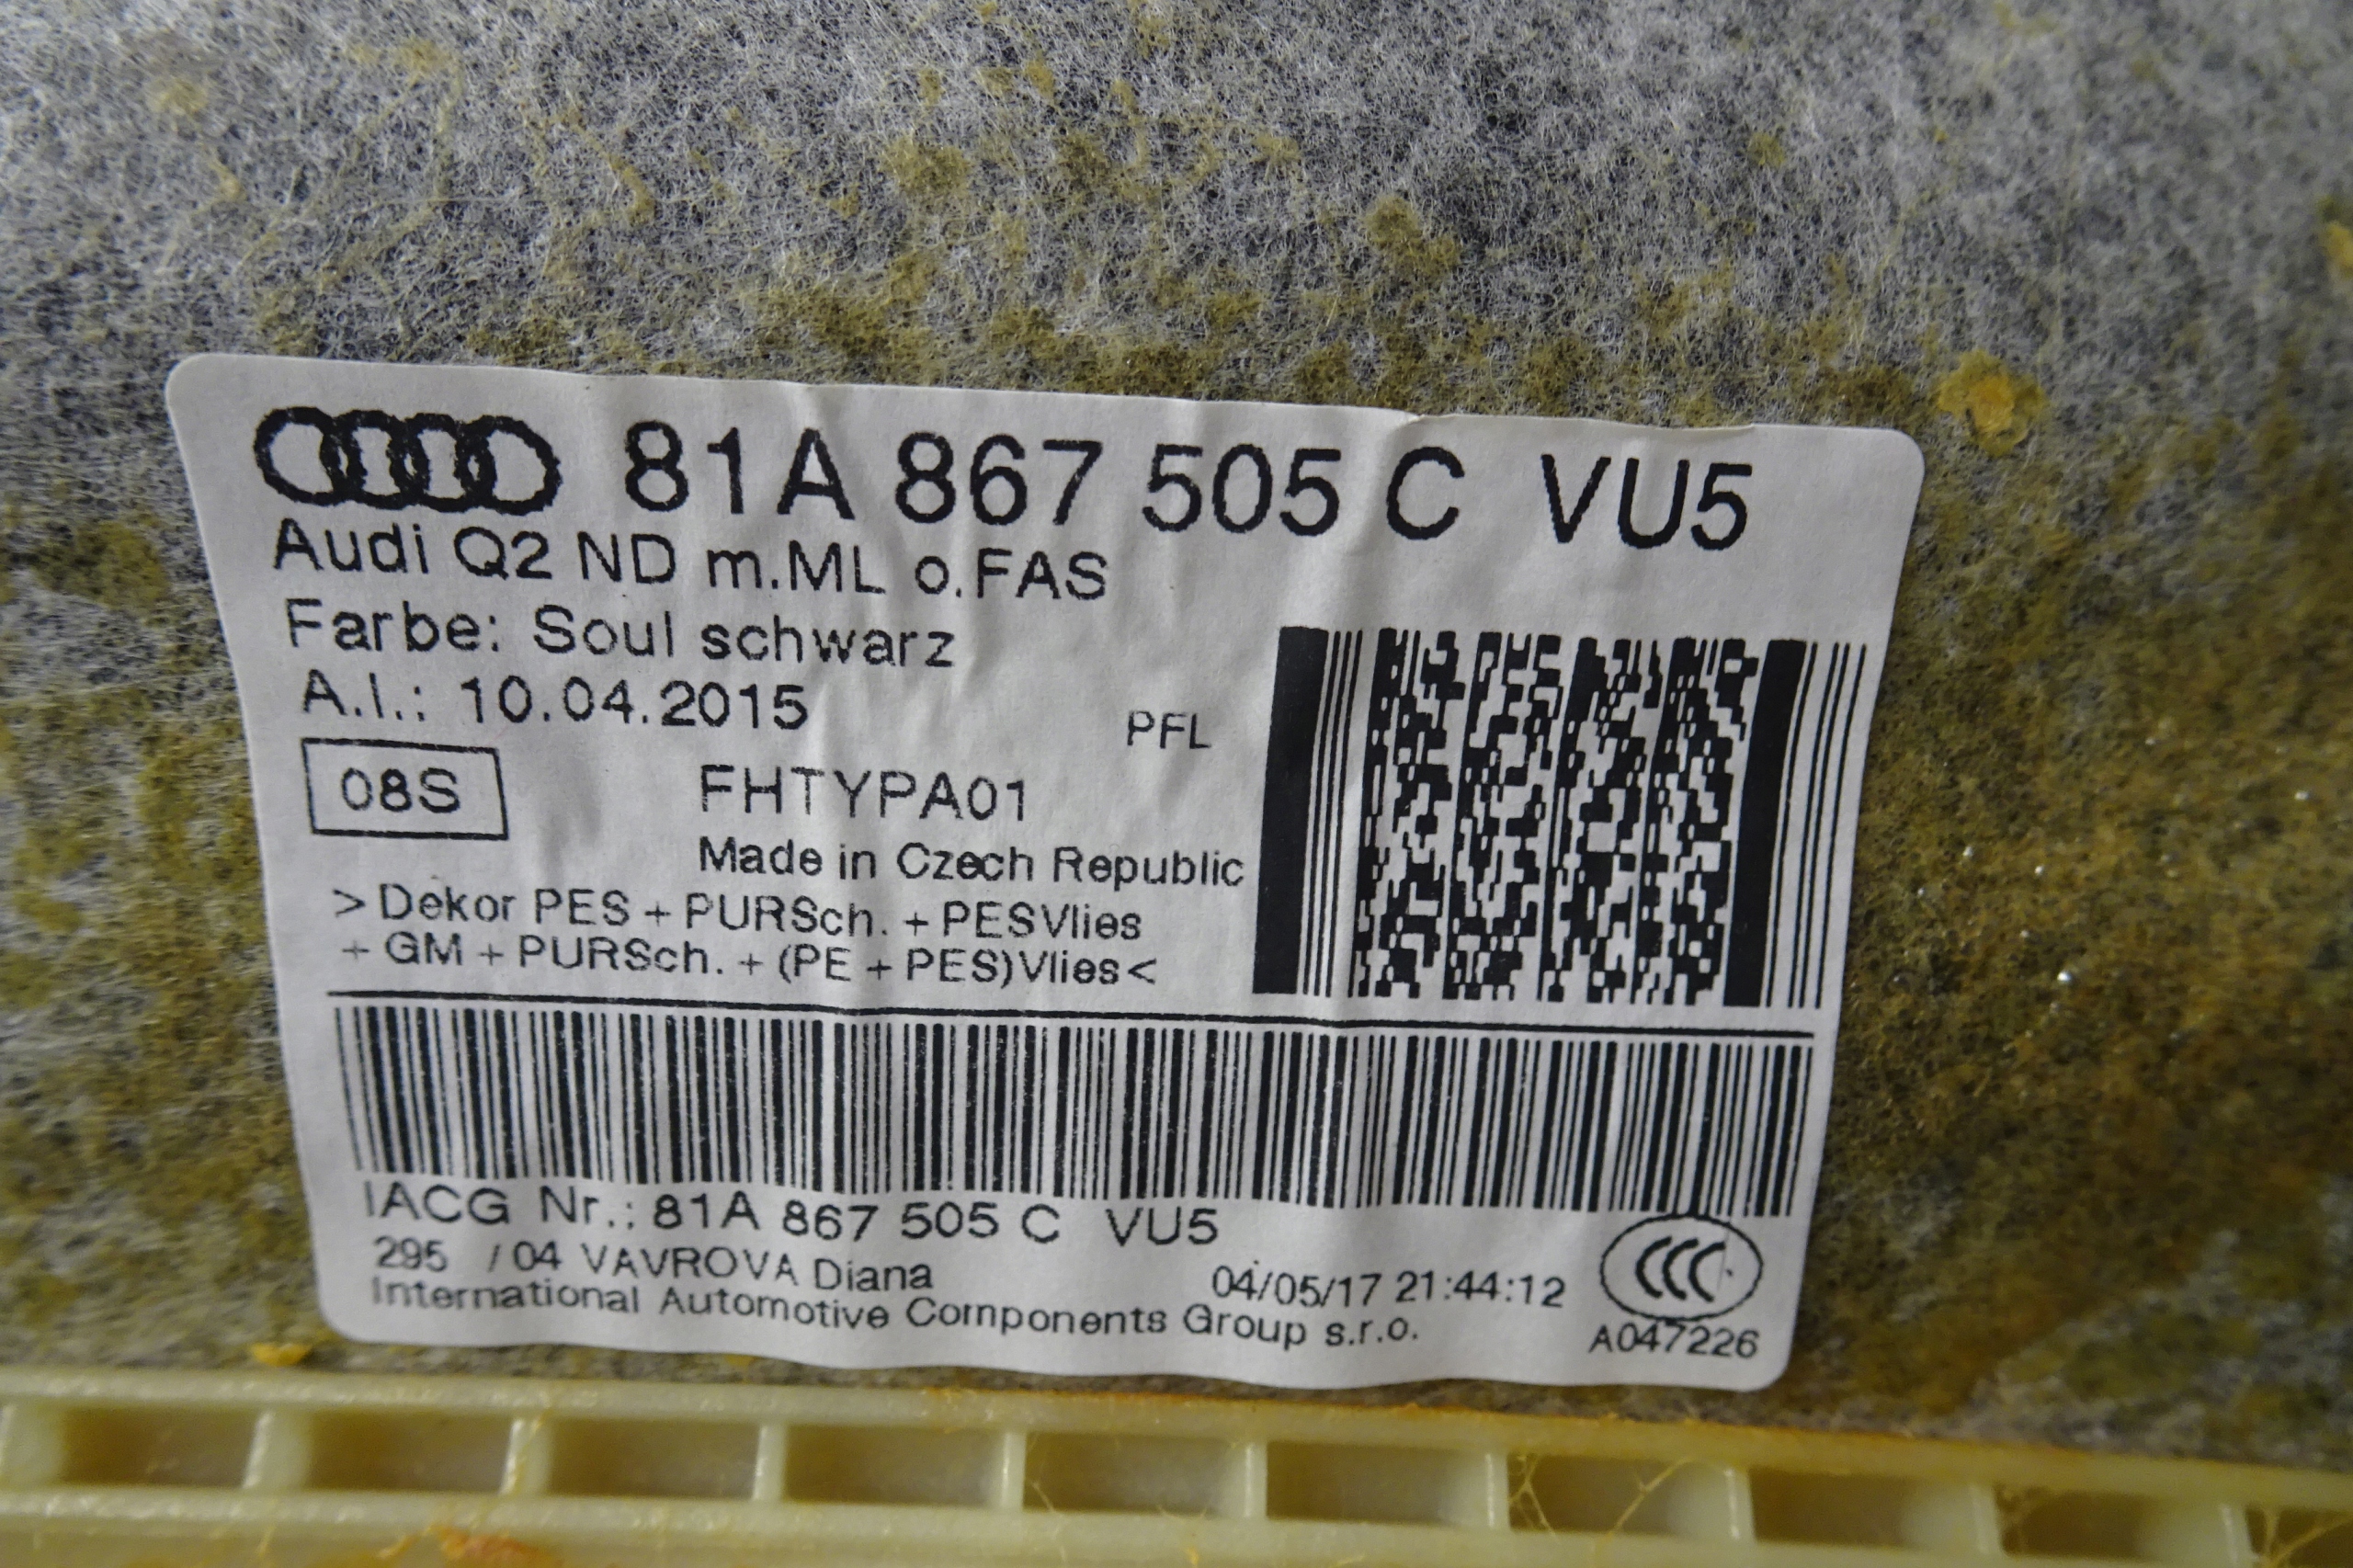 81A 867 505 C VU5
Audi Q2 ND m.ML o.FAS
Farbe: Soul schwarz
A.I.: 10.04.2015
PFL
08S FHTYPA01
Made in Czech Republic
>Dekor PES + PURSch. + PESVlies
+ GM + PURSch. + (PE + PES)Vlies<
IACG Nr.: 81A 867 505 C VU5
295 / 04 VAVROVA Diana 04/05/17 21:44:12
International Automotive Components Group s.r.o.
CCC
A047226